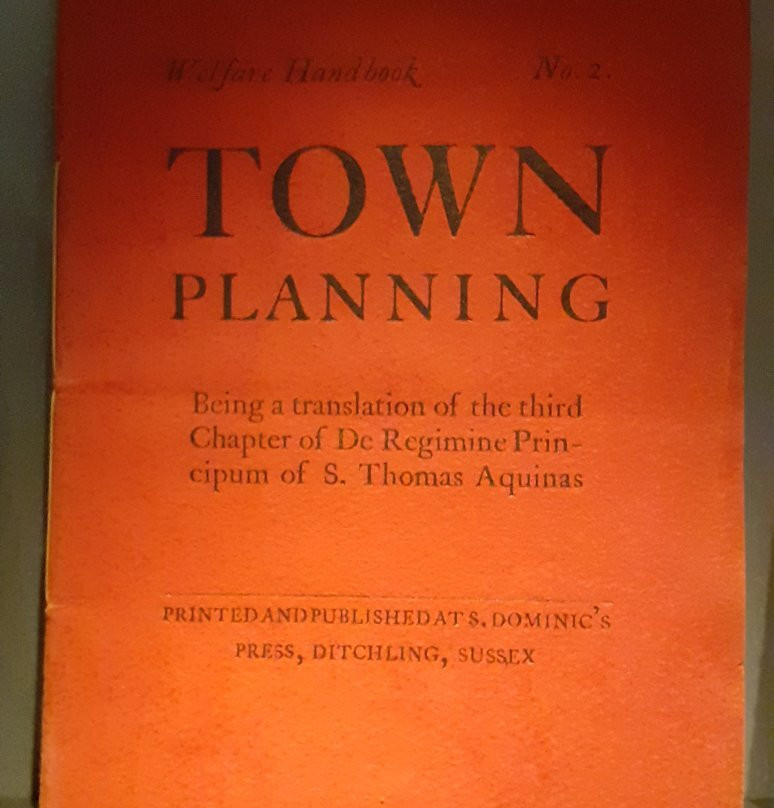 Welfare Handbook No. 2.
TOWN
PLANNING
Being a translation of the third
Chapter of De Regimine Prin-
cipum of S. Thomas Aquinas
PRINTED AND PUBLISHED AT S. DOMINIC'S
PRESS, DITCHLING, SUSSEX